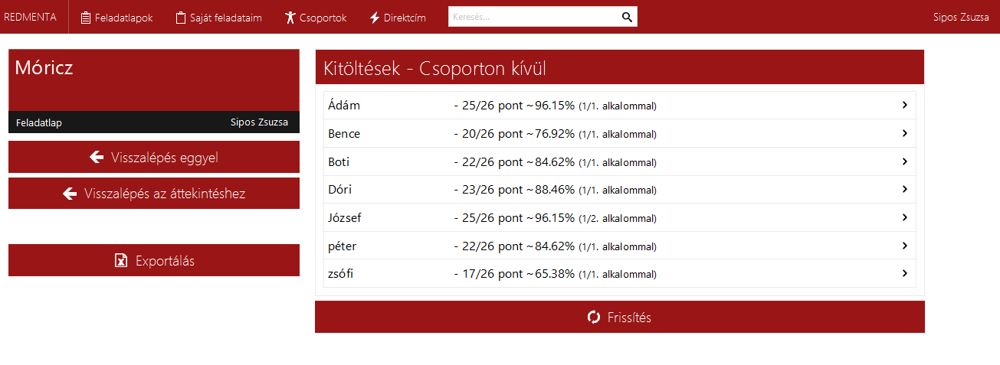 REDMENTA Feladatlapok Saját feladataim Csoportok Direktcím Keresés... Sipos Zsuzsa
Móricz
Feladatlap Sipos Zsuzsa
Visszalépés eggyel
Visszalépés az áttekintéshez
Exportálás
Kitöltések - Csoporton kívül
Ádám - 25/26 pont ~96.15% (1/1. alkalommal)
Bence - 20/26 pont ~76.92% (1/1. alkalommal)
Boti - 22/26 pont ~84.62% (1/1. alkalommal)
Dóri - 23/26 pont ~88.46% (1/1. alkalommal)
József - 25/26 pont ~96.15% (1/2. alkalommal)
péter - 22/26 pont ~84.62% (1/1. alkalommal)
zsófi - 17/26 pont ~65.38% (1/1. alkalommal)
Frissítés